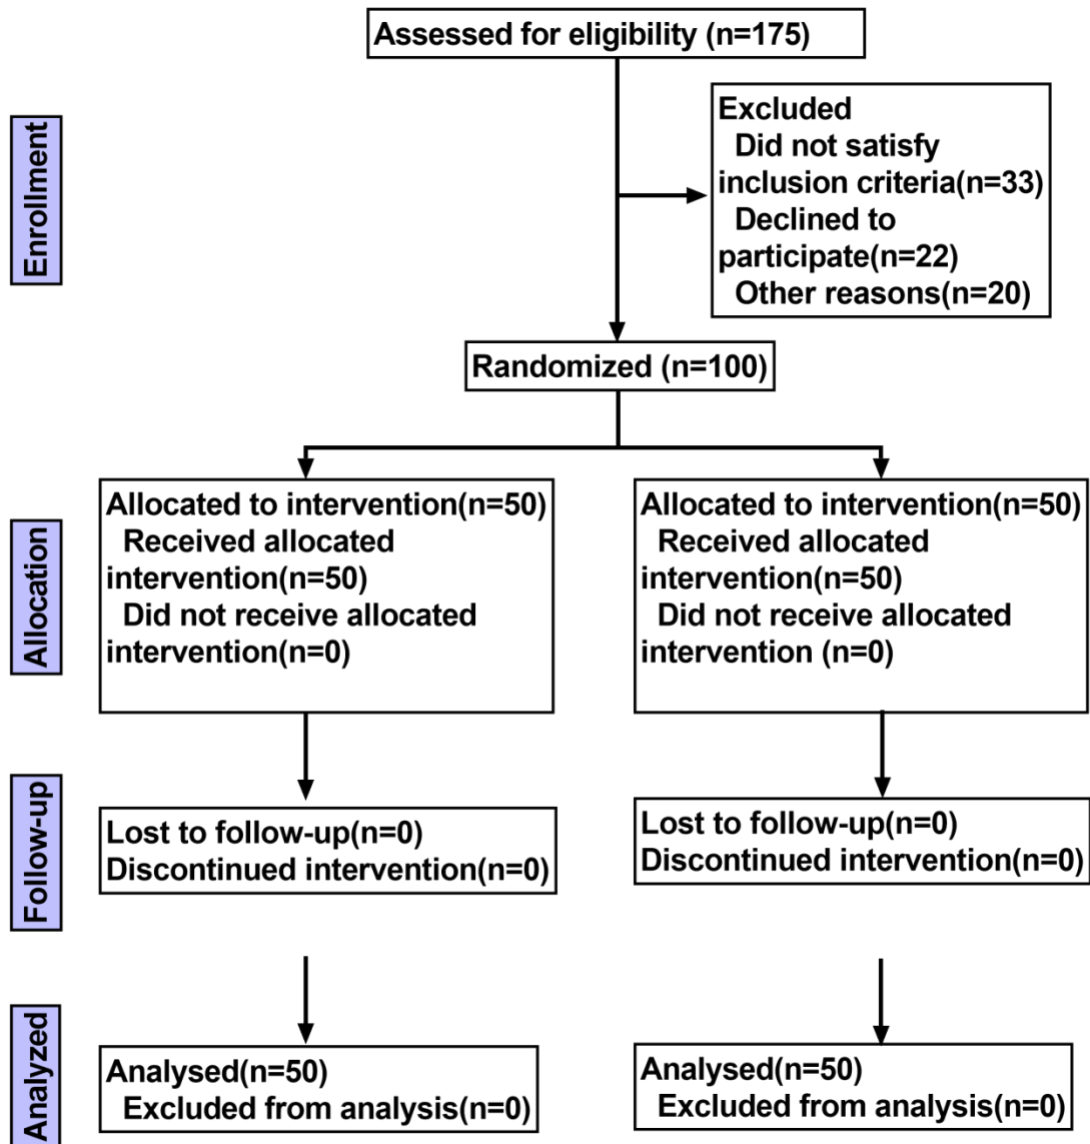 Assessed for eligibility (n=175)
Enrollment
Excluded
Did not satisfy
inclusion criteria(n=33)
Declined to
participate(n=22)
Other reasons(n=20)
Randomized (n=100)
Allocation
Allocated to intervention(n=50)
Received allocated
intervention(n=50)
Did not receive allocated
intervention(n=0)
Allocated to intervention(n=50)
Received allocated
intervention(n=50)
Did not receive allocated
intervention (n=0)
Follow-up
Lost to follow-up(n=0)
Discontinued intervention(n=0)
Lost to follow-up(n=0)
Discontinued intervention(n=0)
Analyzed
Analysed(n=50)
Excluded from analysis(n=0)
Analysed(n=50)
Excluded from analysis(n=0)